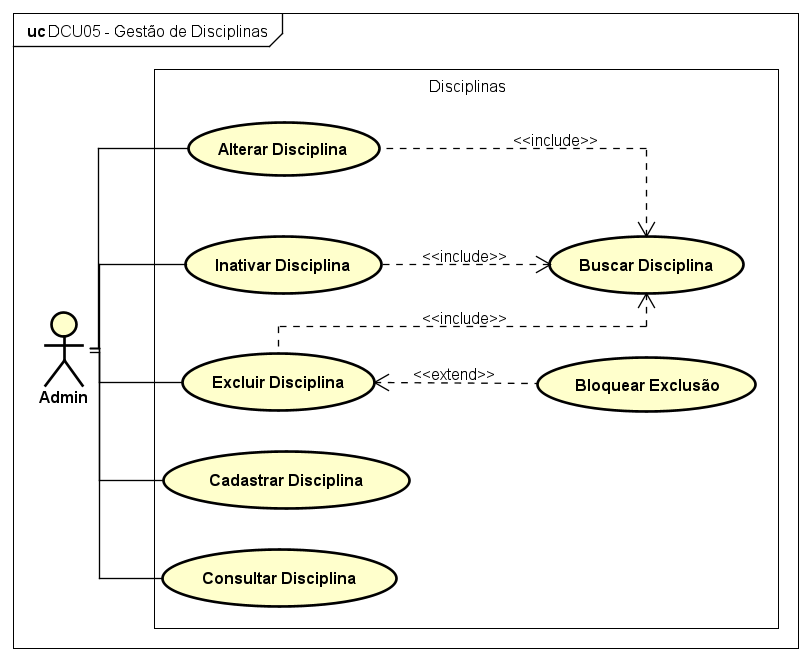 uc DCU05 - Gestão de Disciplinas
Disciplinas
Alterar Disciplina
<<include>>
Inativar Disciplina
<<include>>
Buscar Disciplina
<<include>>
Excluir Disciplina
<<extend>>
Bloquear Exclusão
Admin
Cadastrar Disciplina
Consultar Disciplina